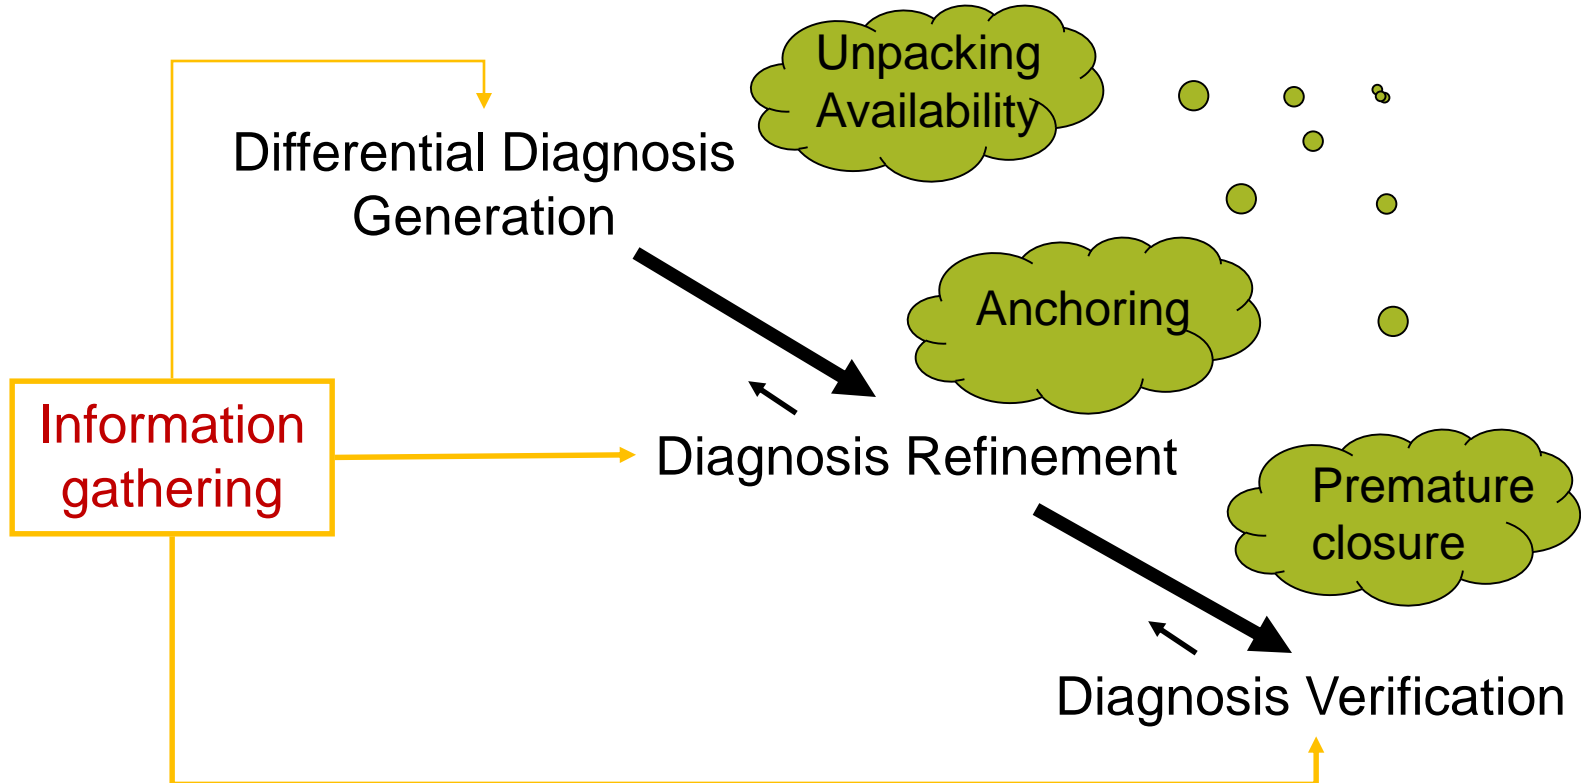 Unpacking
Availability
Differential Diagnosis
Generation
Anchoring
Information
gathering
Diagnosis Refinement
Premature
closure
Diagnosis Verification